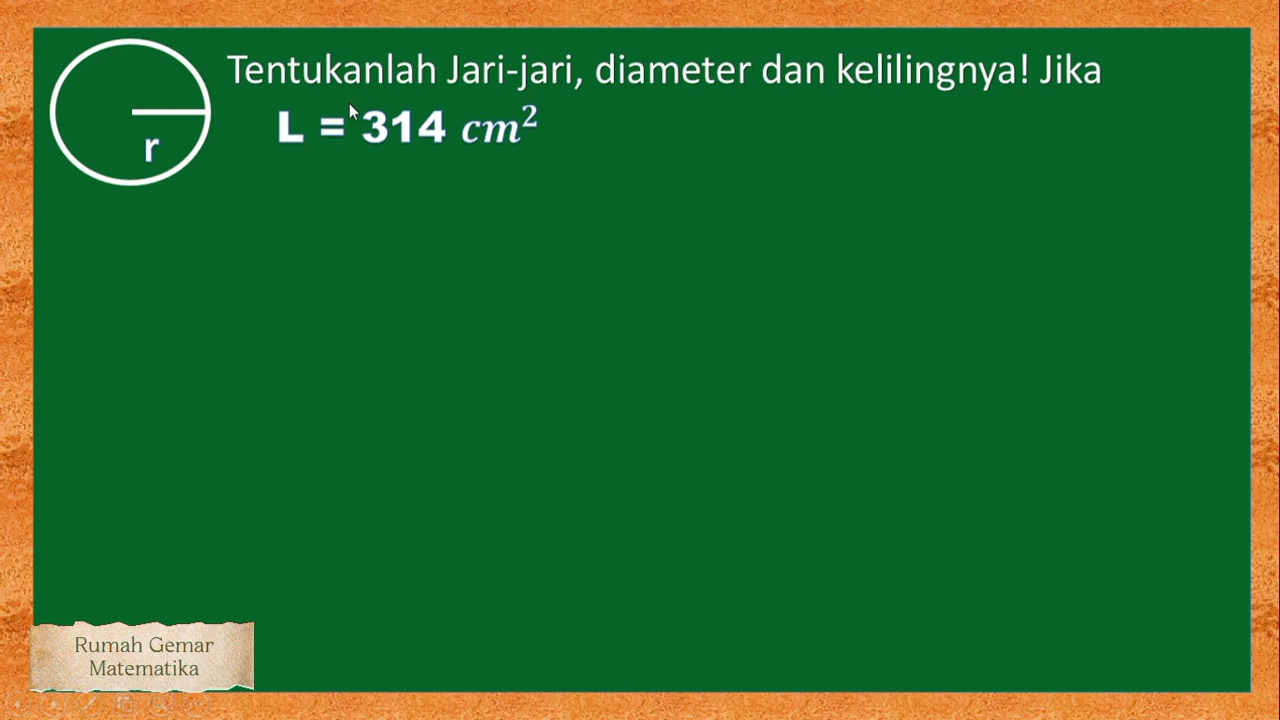 Tentukanlah Jari-jari, diameter dan kelilingnya! Jika
L = 314 cm²
r
Rumah Gemar
Matematika